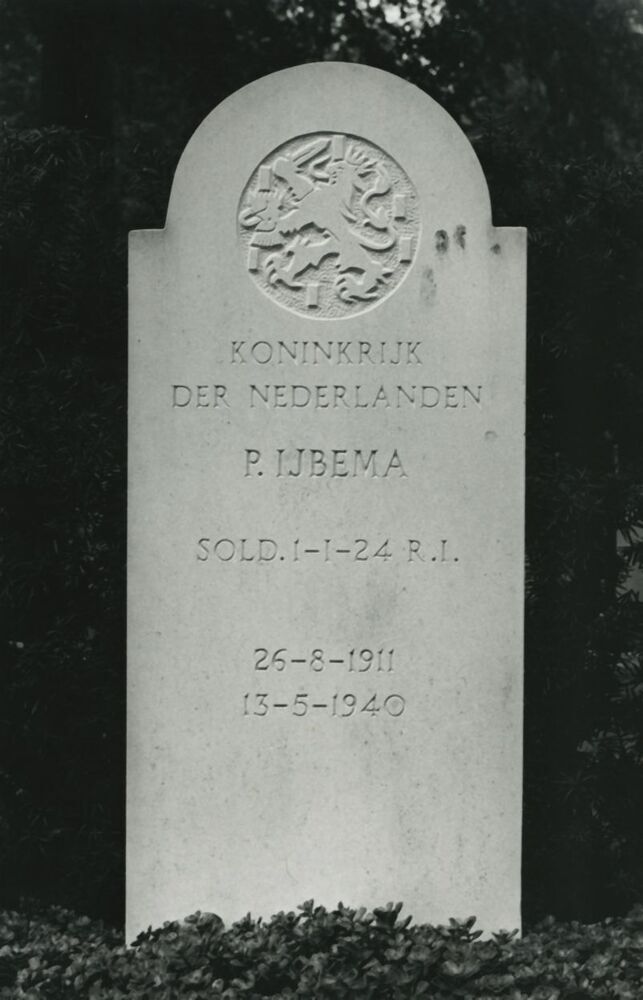 KONINKRIJK
DER NEDERLANDEN
P. IJBEMA
SOLD. 1-I-24 R.I.
26-8-1911
13-5-1940